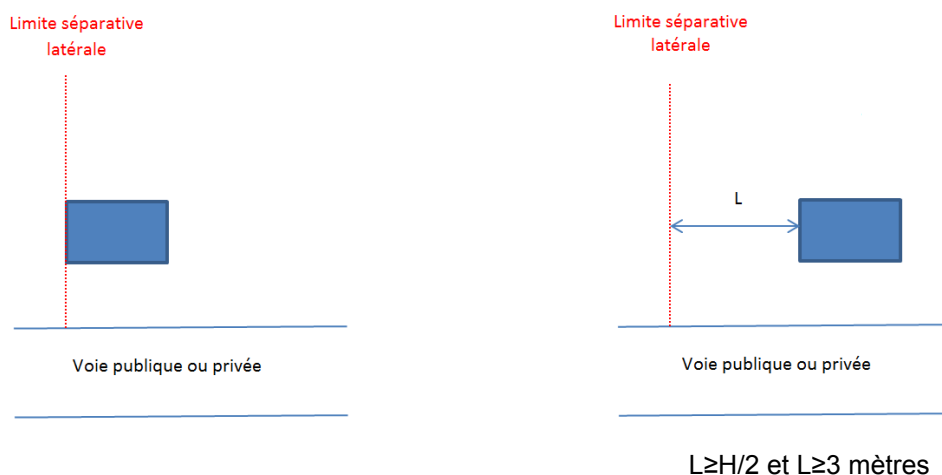 Limite séparative
latérale
Voie publique ou privée
Limite séparative
latérale
L
Voie publique ou privée
L≥H/2 et L≥3 mètres